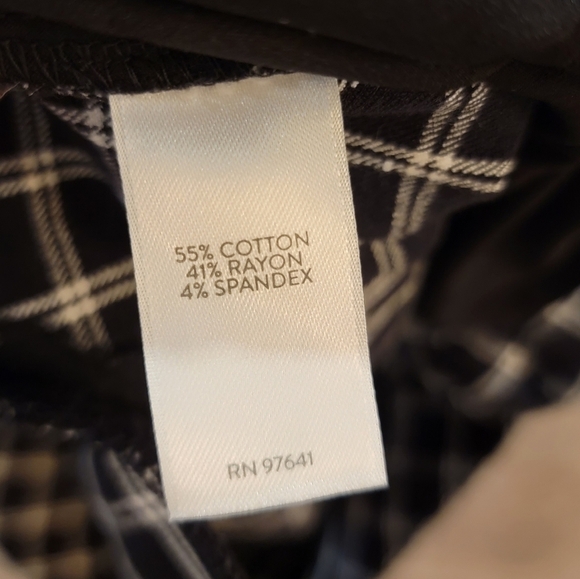 55% COTTON
41% RAYON
4% SPANDEX
RN 97641